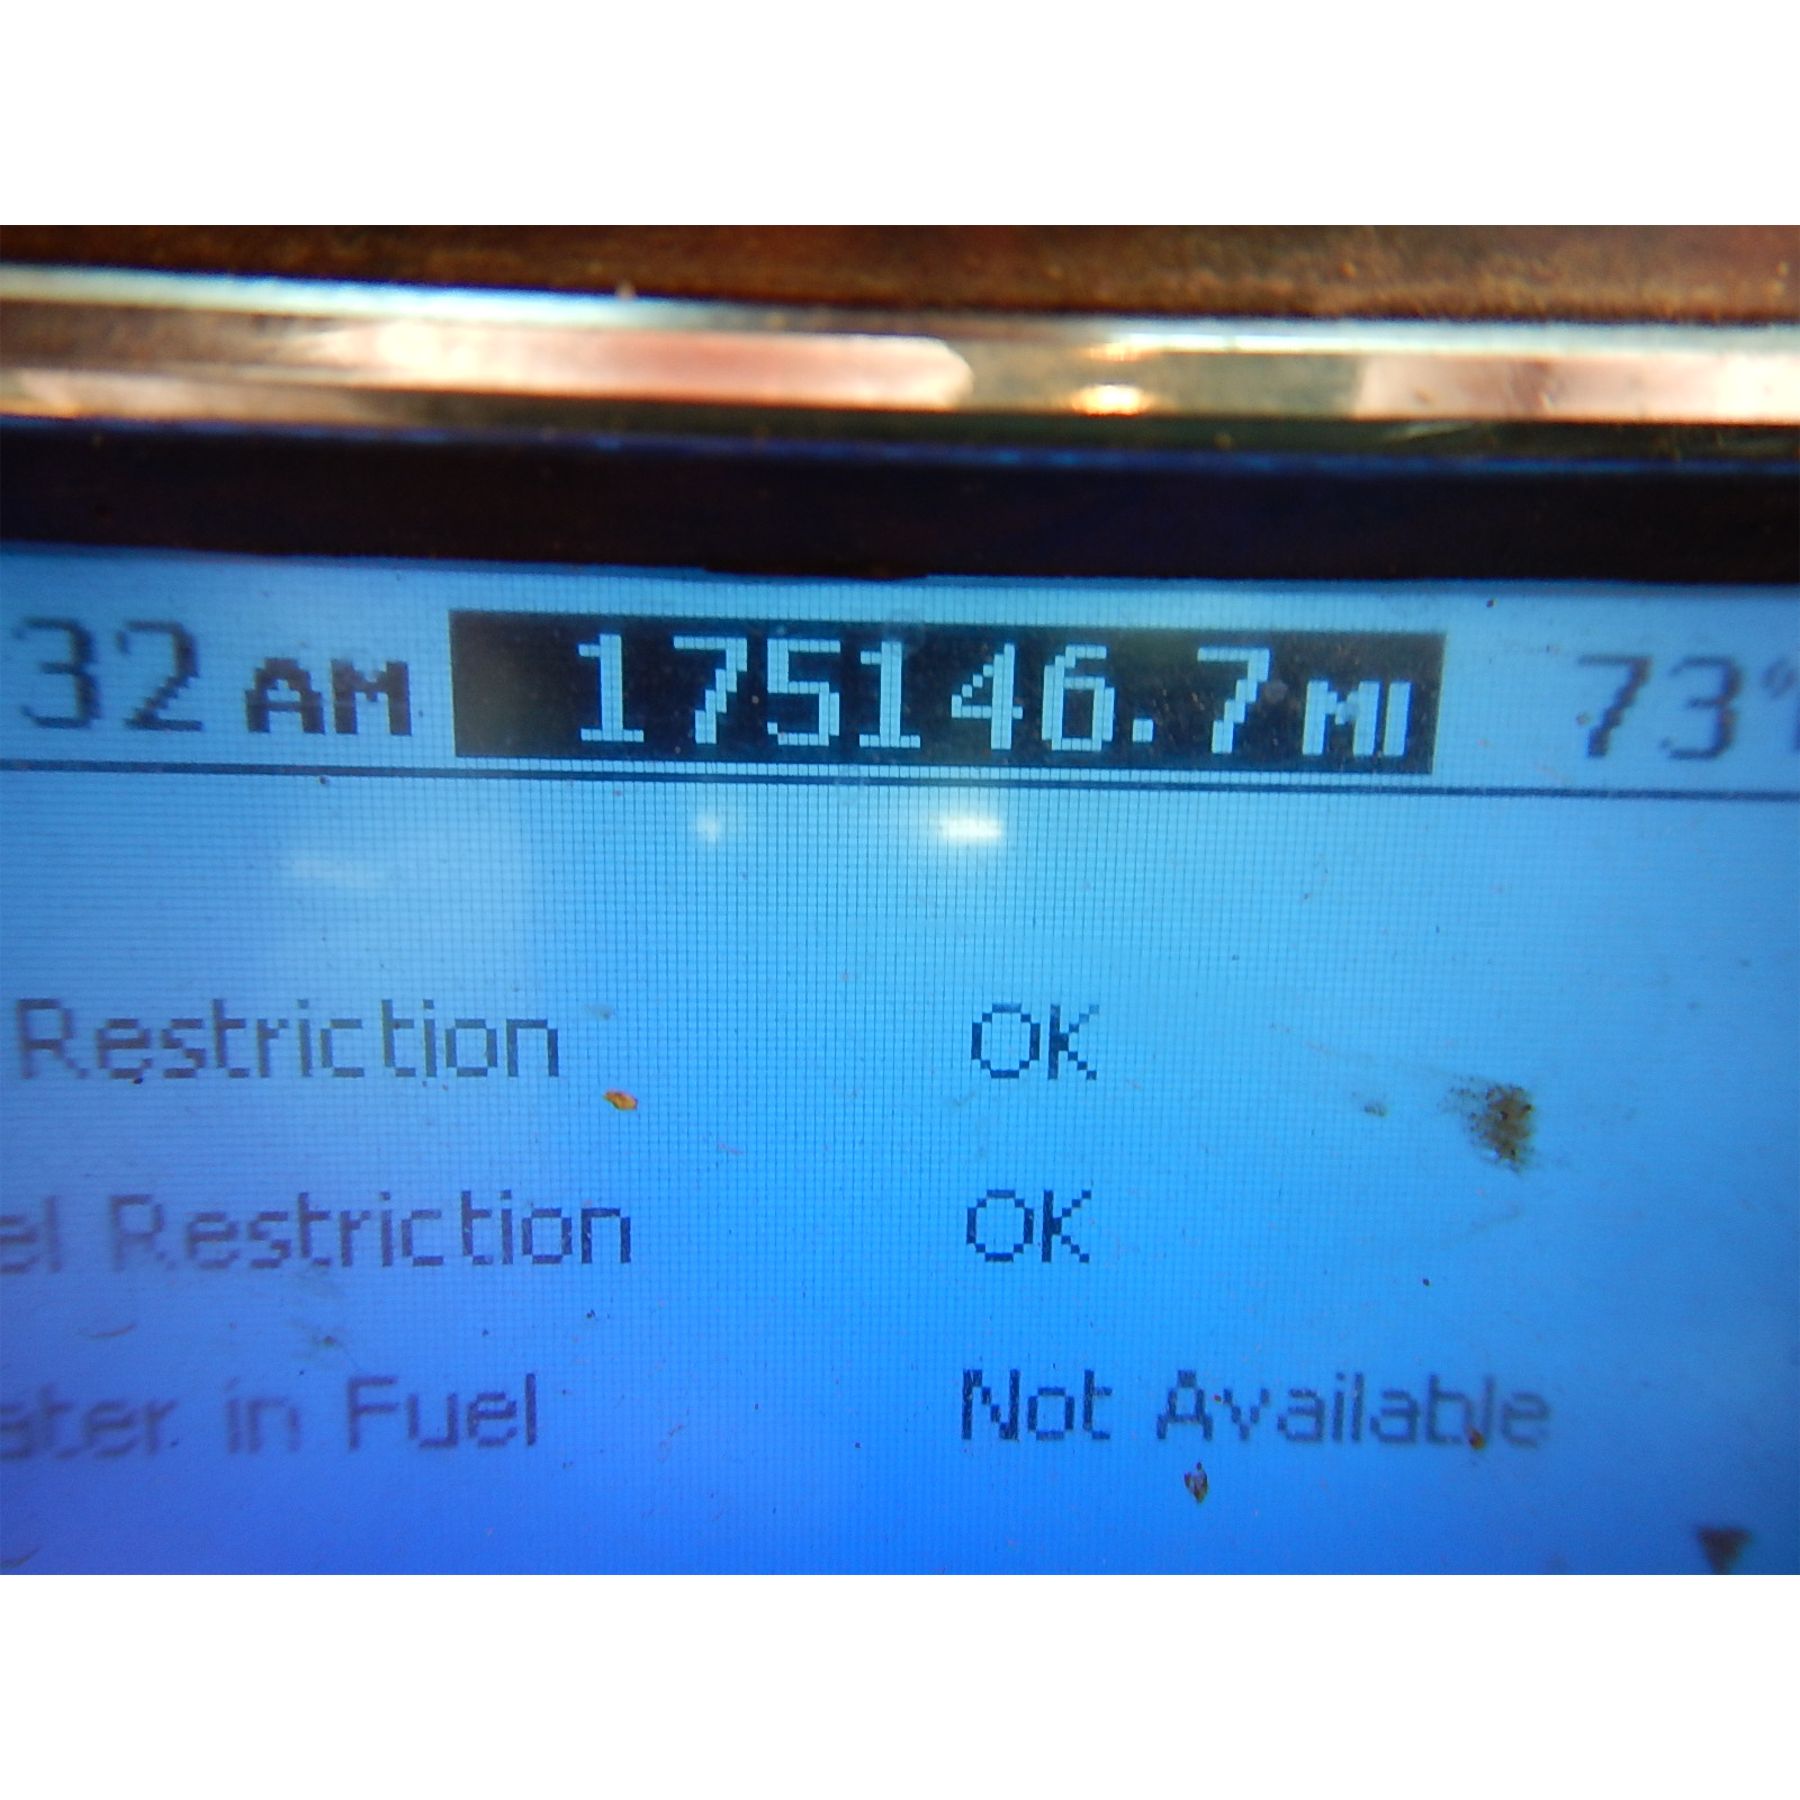 32 AM 175146.7 MI 73°
Restriction OK
el Restriction OK
ater in Fuel Not Available